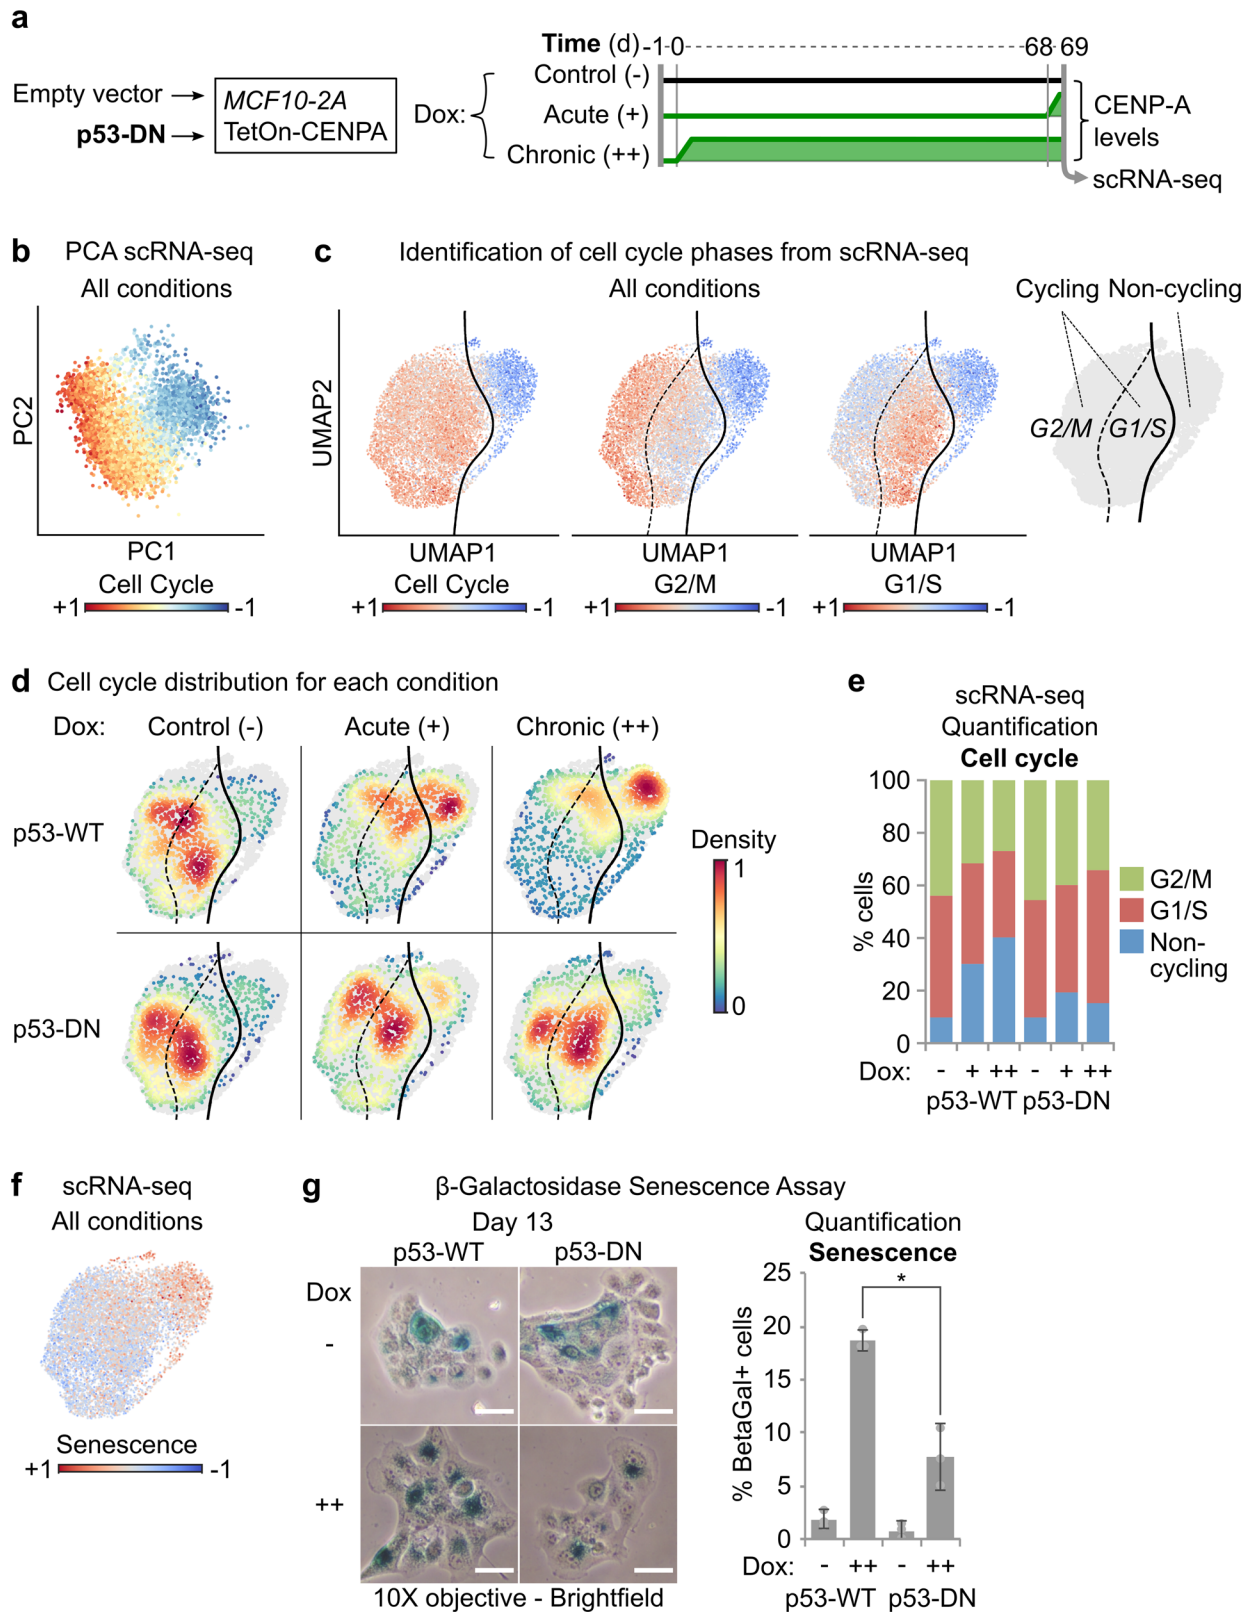 a
Time (d) -1 0 68 69
Empty vector
p53-DN
MCF10-2A
TetOn-CENPA
Dox:
Control (-)
Acute (+)
Chronic (++)
CENP-A
levels
scRNA-seq
b PCA scRNA-seq
All conditions
PC2
PC1
Cell Cycle
+1 -1
c Identification of cell cycle phases from scRNA-seq
All conditions
Cycling Non-cycling
UMAP2
G2/M G1/S
UMAP1 UMAP1 UMAP1
Cell Cycle G2/M G1/S
+1 -1 +1 -1 +1 -1
d Cell cycle distribution for each condition
Dox: Control (-) Acute (+) Chronic (++)
p53-WT
p53-DN
Density
1
0
e
scRNA-seq
Quantification
Cell cycle
% cells
100
80
60
40
20
0
G2/M
G1/S
Non-
cycling
Dox: - + ++ - + ++
p53-WT p53-DN
f scRNA-seq
All conditions
Senescence
+1 -1
g β-Galactosidase Senescence Assay
Day 13
p53-WT p53-DN
Dox
-
++
10X objective - Brightfield
Quantification
Senescence
% BetaGal+ cells
25
20
15
10
5
0
*
Dox: - ++ - ++
p53-WT p53-DN